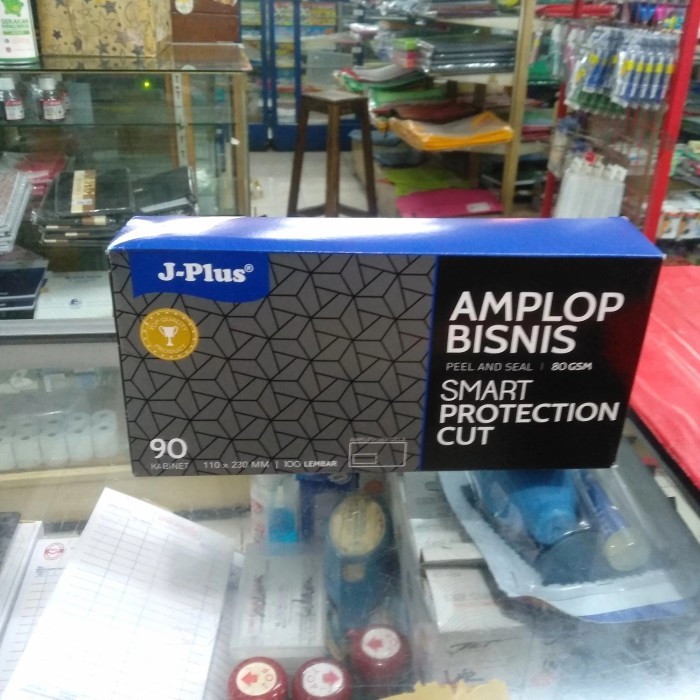 J-Plus®
AMPLOP
BISNIS
PEEL AND SEAL | 80 GSM
SMART
PROTECTION
CUT
90
KABINET 110 x 230 MM | 100 LEMBAR